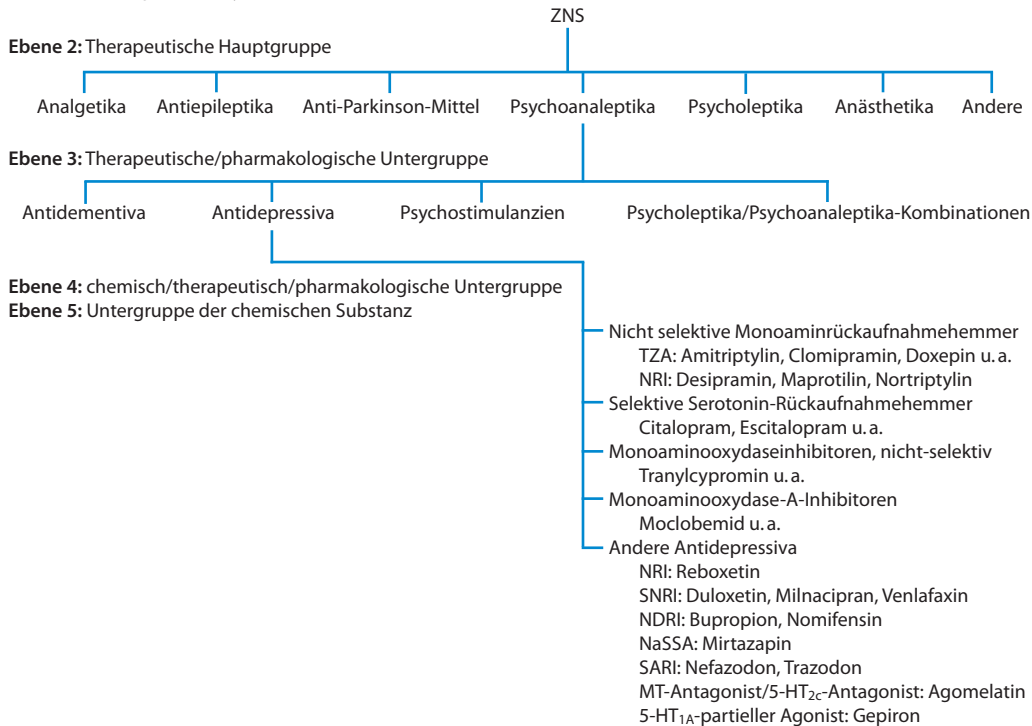 ZNS
Ebene 2: Therapeutische Hauptgruppe
Analgetika Antiepileptika Anti-Parkinson-Mittel Psychoanaleptika Psycholeptika Anästhetika Andere
Ebene 3: Therapeutische/pharmakologische Untergruppe
Antidementiva Antidepressiva Psychostimulanzien Psycholeptika/Psychoanaleptika-Kombinationen
Ebene 4: chemisch/therapeutisch/pharmakologische Untergruppe
Ebene 5: Untergruppe der chemischen Substanz
Nicht selektive Monoaminrückaufnahmehemmer
TZA: Amitriptylin, Clomipramin, Doxepin u. a.
NRI: Desipramin, Maprotilin, Nortriptylin
Selektive Serotonin-Rückaufnahmehemmer
Citalopram, Escitalopram u. a.
Monoaminooxydaseinhibitoren, nicht-selektiv
Tranylcypromin u. a.
Monoaminooxydase-A-Inhibitoren
Moclobemid u. a.
Andere Antidepressiva
NRI: Reboxetin
SNRI: Duloxetin, Milnacipran, Venlafaxin
NDRI: Bupropion, Nomifensin
NaSSA: Mirtazapin
SARI: Nefazodon, Trazodon
MT-Antagonist/5-HT2c-Antagonist: Agomelatin
5-HT1A-partieller Agonist: Gepiron